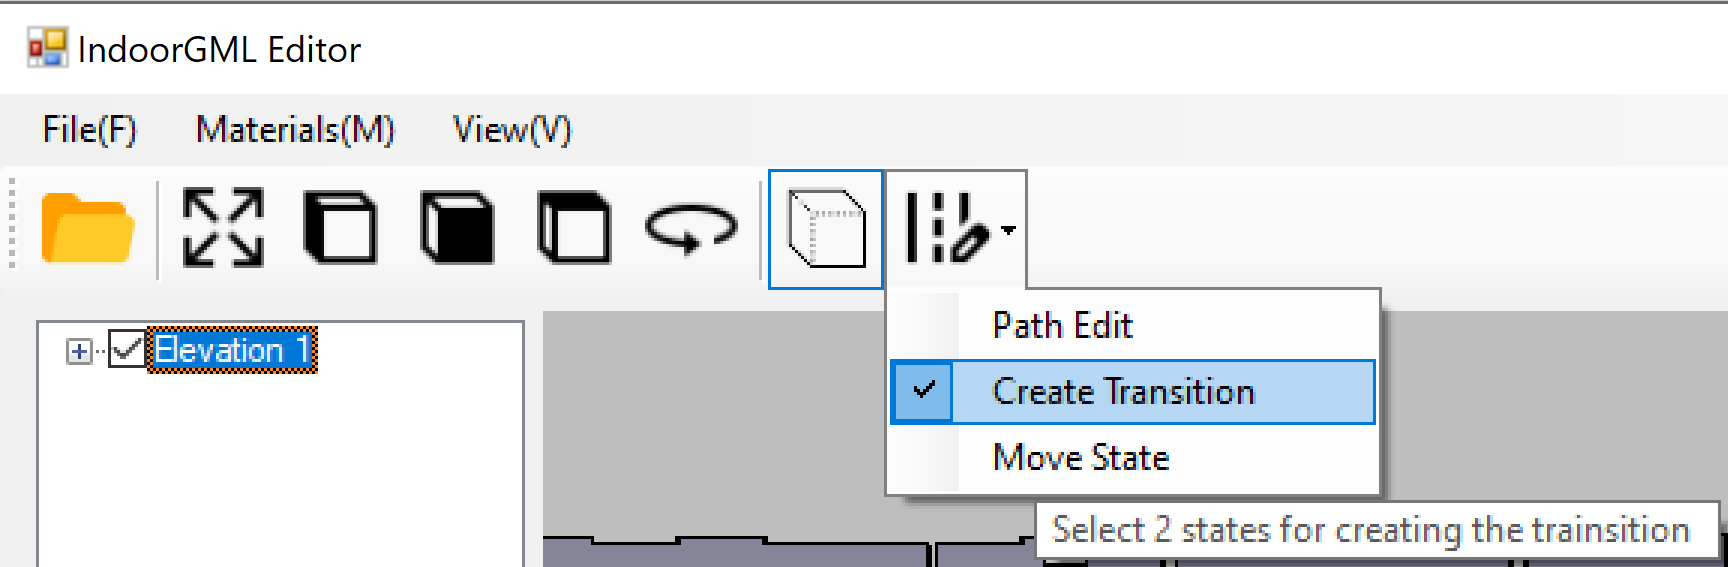 IndoorGML Editor
File(F) Materials(M) View(V)
Elevation 1
Path Edit
Create Transition
Move State
Select 2 states for creating the trainsition